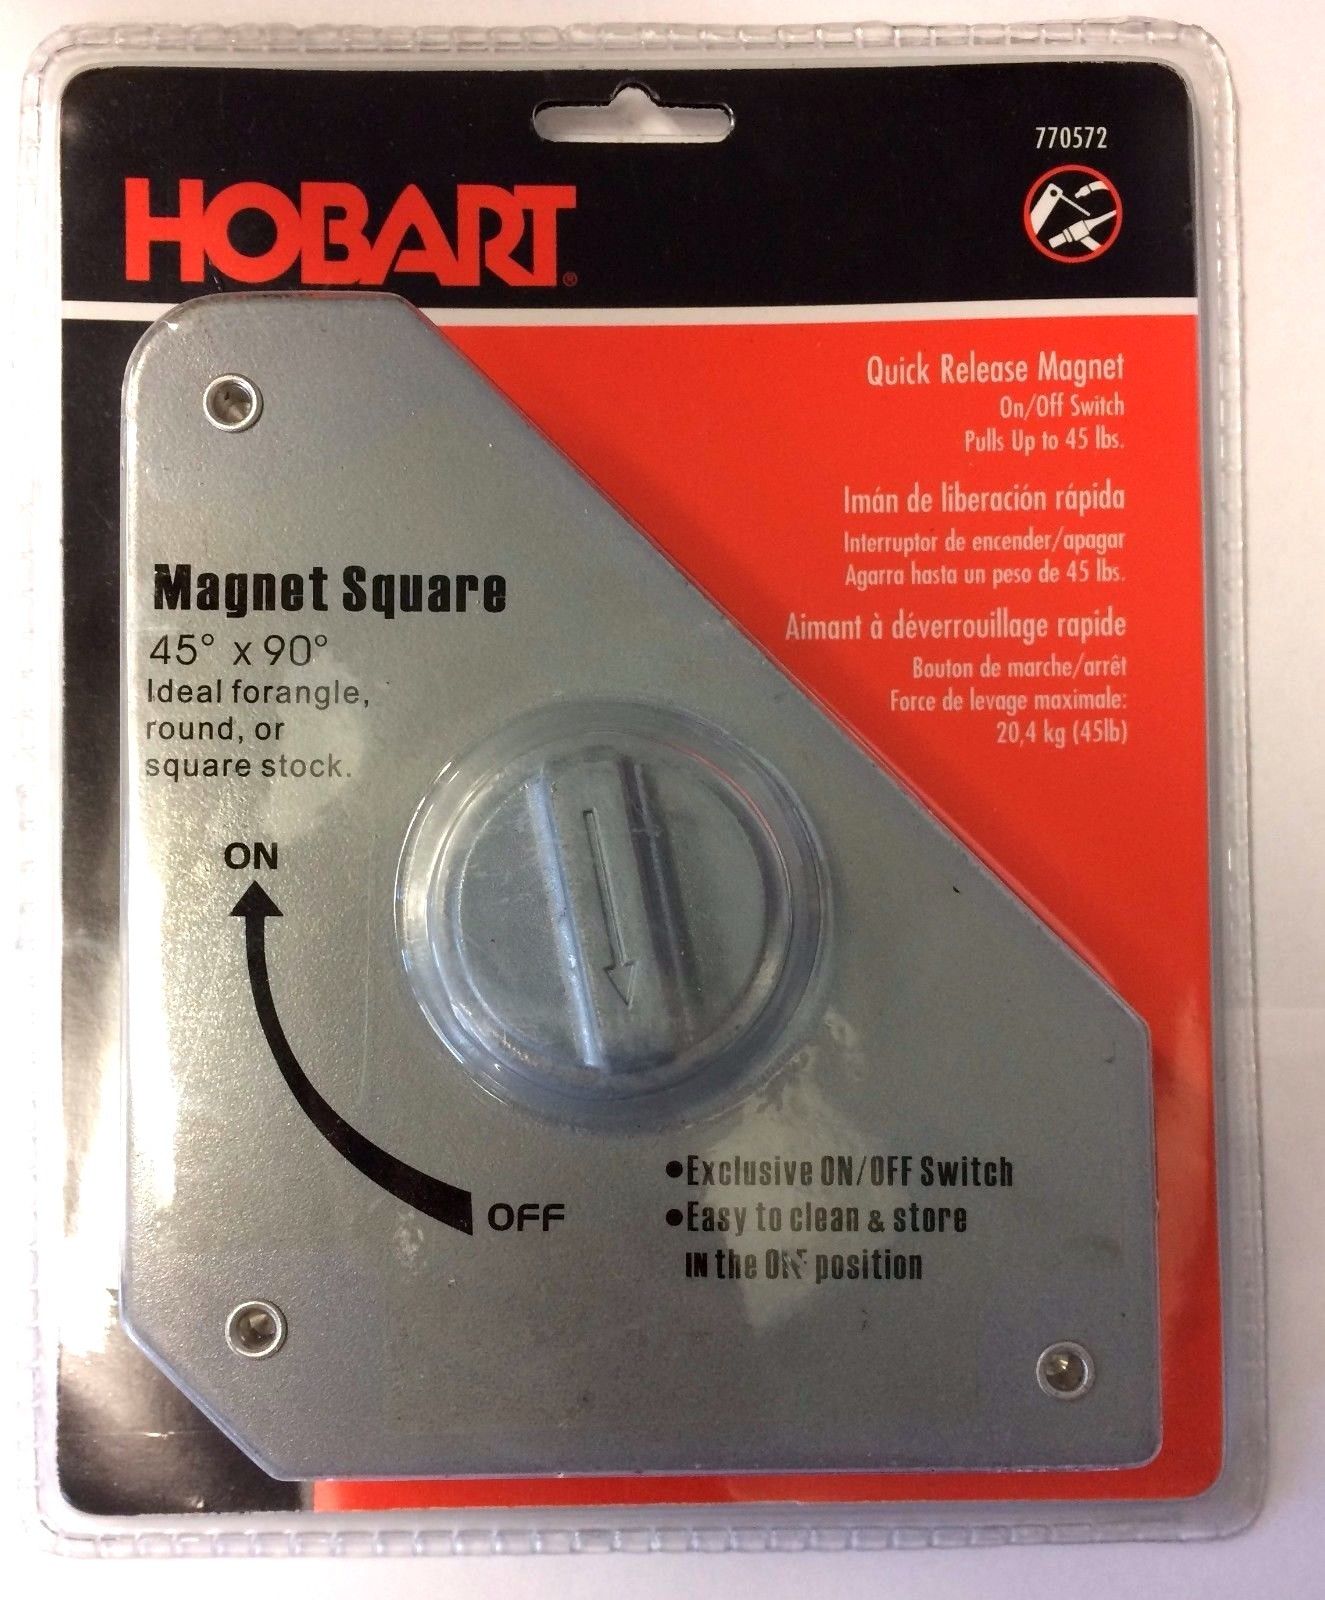 770572
HOBART®
Quick Release Magnet
On/Off Switch
Pulls Up to 45 lbs.
Imán de liberación rápida
Interruptor de encender/apagar
Agarra hasta un peso de 45 lbs.
Aimant à déverrouillage rapide
Bouton de marche/arrêt
Force de levage maximale:
20,4 kg (45lb)
Magnet Square
45° x 90°
Ideal forangle,
round, or
square stock.
ON
OFF
●Exclusive ON/OFF Switch
●Easy to clean & store
IN the OFF position